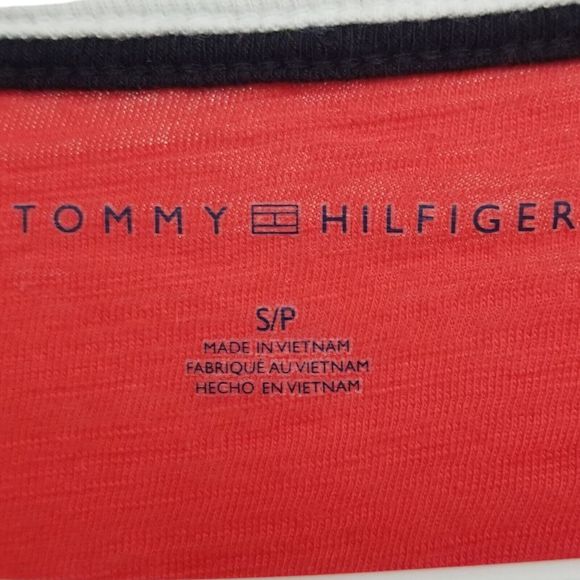 TOMMY HILFIGER
S/P
MADE IN VIETNAM
FABRIQUÉ AU VIETNAM
HECHO EN VIETNAM